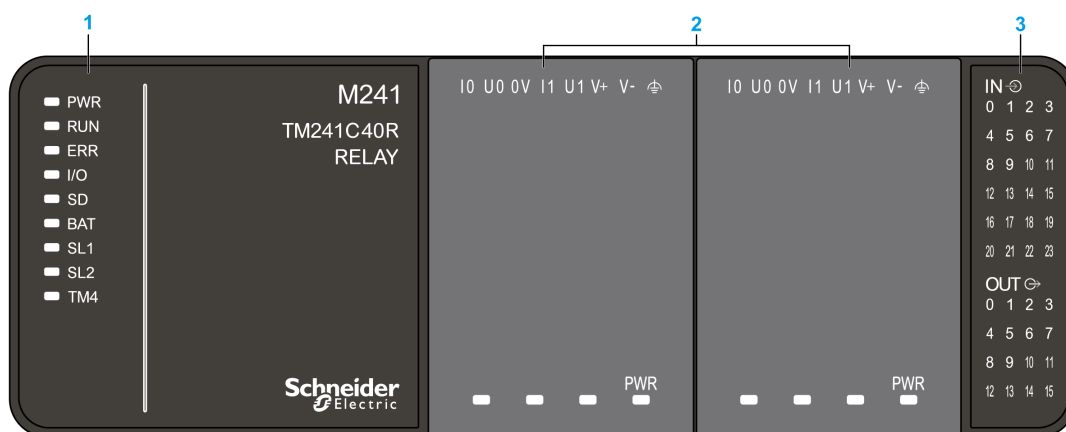 1
2
3
PWR
RUN
ERR
I/O
SD
BAT
SL1
SL2
TM4
M241
TM241C40R
RELAY
Schneider
Electric
I0 U0 0V I1 U1 V+ V-
PWR
I0 U0 0V I1 U1 V+ V-
PWR
IN
0 1 2 3
4 5 6 7
8 9 10 11
12 13 14 15
16 17 18 19
20 21 22 23
OUT
0 1 2 3
4 5 6 7
8 9 10 11
12 13 14 15